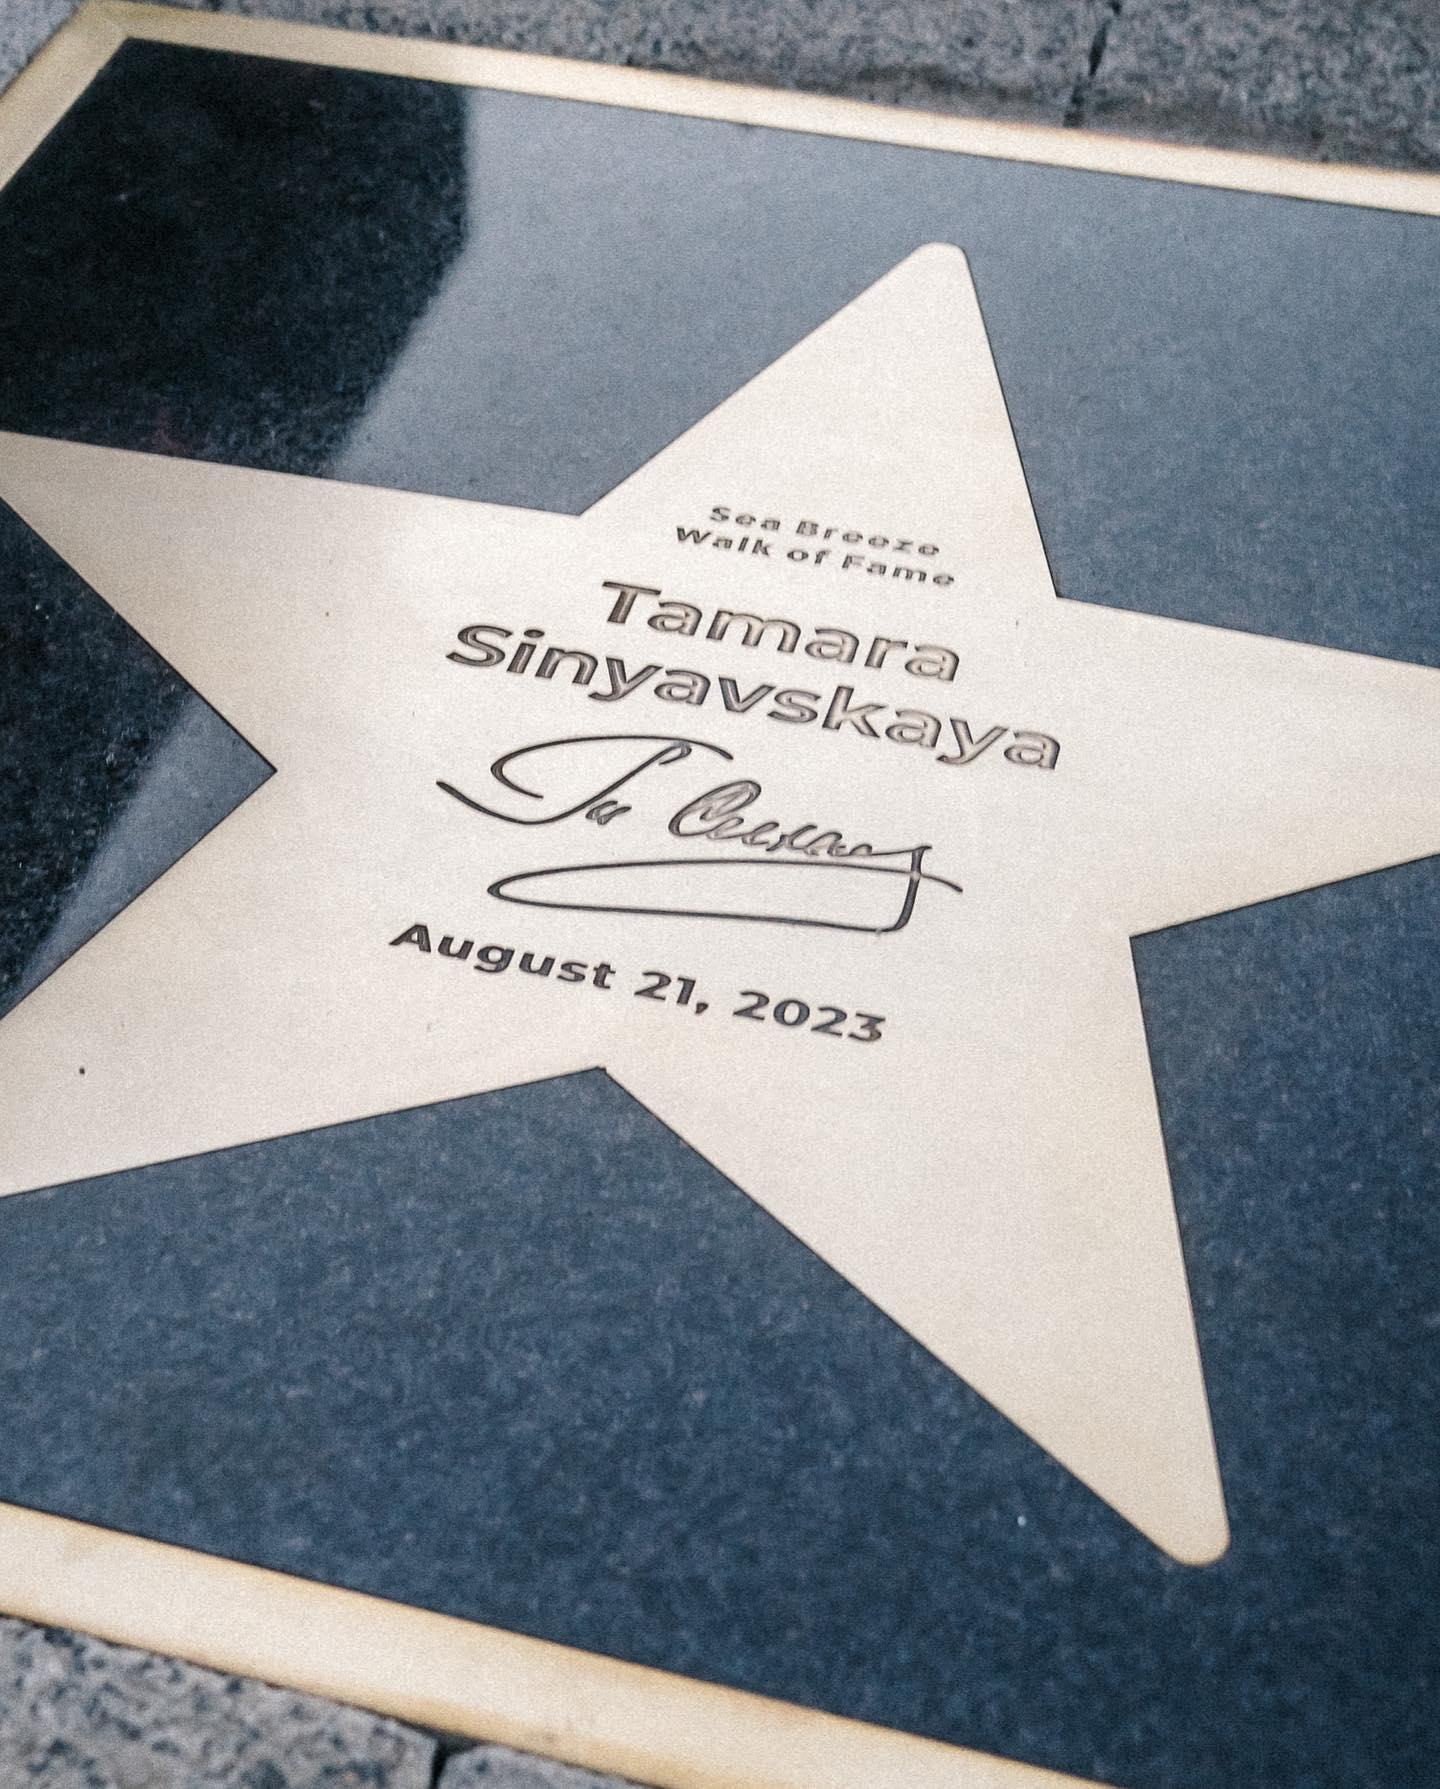 Sea Breeze
Walk of Fame
Tamara
Sinyavskaya
August 21, 2023